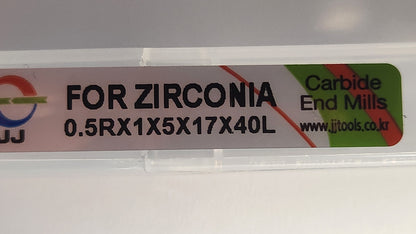 JJ
FOR ZIRCONIA
0.5RX1X5X17X40L
Carbide
End Mills
www.jjtools.co.kr